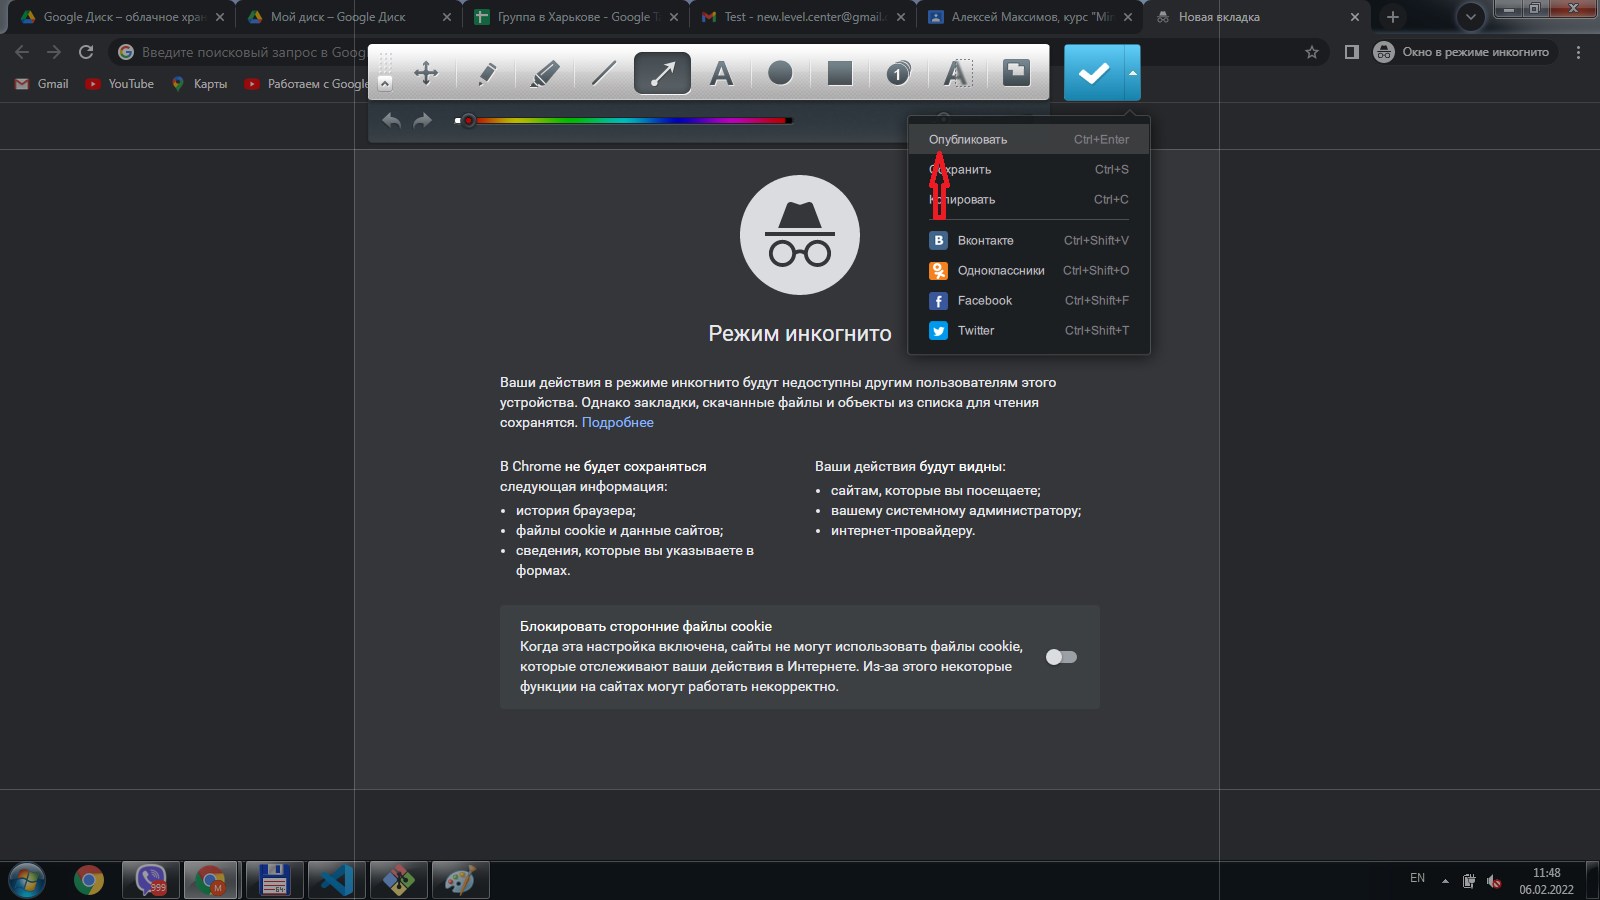 Google Диск – облачное хран
Мой диск – Google Диск
Группа в Харькове - Google Т
Test - new.level.center@gmail.
Алексей Максимов, курс "Min
Новая вкладка
Введите поисковый запрос в Goog
Окно в режиме инкогнито
Gmail
YouTube
Карты
Работаем с Google
A
1
A
Опубликовать Ctrl+Enter
Сохранить Ctrl+S
Копировать Ctrl+C
Вконтакте Ctrl+Shift+V
Одноклассники Ctrl+Shift+O
Facebook Ctrl+Shift+F
Twitter Ctrl+Shift+T
Режим инкогнито
Ваши действия в режиме инкогнито будут недоступны другим пользователям этого
устройства. Однако закладки, скачанные файлы и объекты из списка для чтения
сохранятся. Подробнее
В Chrome не будет сохраняться
следующая информация:
• история браузера;
• файлы cookie и данные сайтов;
• сведения, которые вы указываете в
формах.
Ваши действия будут видны:
• сайтам, которые вы посещаете;
• вашему системному администратору;
• интернет-провайдеру.
Блокировать сторонние файлы cookie
Когда эта настройка включена, сайты не могут использовать файлы cookie,
которые отслеживают ваши действия в Интернете. Из-за этого некоторые
функции на сайтах могут работать некорректно.
999
M
64
EN
11:48
06.02.2022